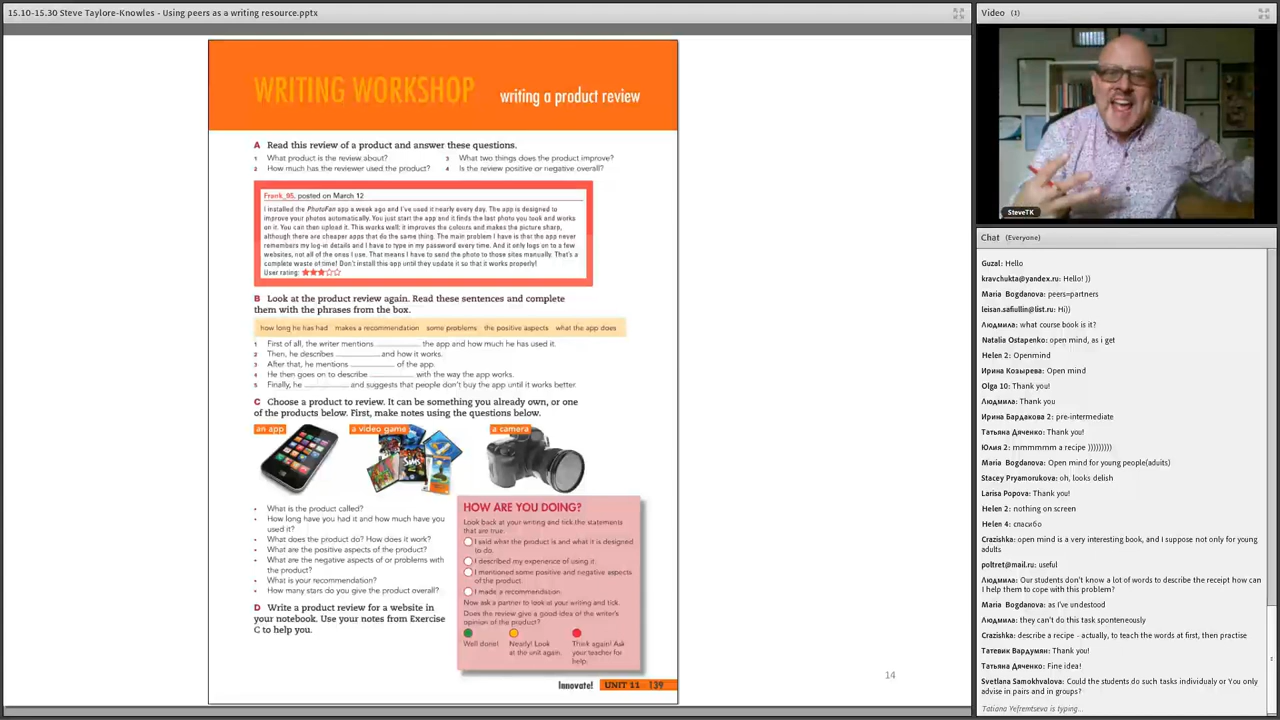 15.10-15.30 Steve Taylore-Knowles - Using peers as a writing resource.pptx
WRITING WORKSHOP writing a product review
A Read this review of a product and answer these questions.
1 What product is the review about?
2 How much has the reviewer used the product?
3 What two things does the product improve?
4 Is the review positive or negative overall?
Frank_95, posted on March 12
I installed the PhotoFan app a week ago and I've used it nearly every day. The app is designed to
improve your photos automatically. You just start the app and it finds the last photo you took and works
on it. You can then upload it. This works well: it improves the colours and makes the picture sharp,
although there are cheaper apps that do the same thing. The main problem I have is that the app never
remembers my log-in details and I have to type in my password every time. And it only logs on to a few
websites, not all of the ones I use. That means I have to send the photo to those sites manually. That's a
complete waste of time! Don't install this app until they update it so that it works properly!
User rating:
B Look at the product review again. Read these sentences and complete
them with the phrases from the box.
how long he has had makes a recommendation some problems the positive aspects what the app does
1 First of all, the writer mentions ____________ the app and how much he has used it.
2 Then, he describes ____________ and how it works.
3 After that, he mentions ____________ of the app.
4 He then goes on to describe ____________ with the way the app works.
5 Finally, he ____________ and suggests that people don't buy the app until it works better.
C Choose a product to review. It can be something you already own, or one
of the products below. First, make notes using the questions below.
an app
a video game
a camera
• What is the product called?
• How long have you had it and how much have you
used it?
• What does the product do? How does it work?
• What are the positive aspects of the product?
• What are the negative aspects of or problems with
the product?
• What is your recommendation?
• How many stars do you give the product overall?
D Write a product review for a website in
your notebook. Use your notes from Exercise
C to help you.
HOW ARE YOU DOING?
Look back at your writing and tick the statements
that are true.
I said what the product is and what it is designed
to do.
I described my experience of using it.
I mentioned some positive and negative aspects
of the product.
I made a recommendation.
Now ask a partner to look at your writing and tick.
Does the review give a good idea of the writer's
opinion of the product?
Well done!
Nearly! Look
at the unit again.
Think again! Ask
your teacher for
help.
Innovate! UNIT 11 139
14
Video (1)
SteveTK
Chat (Everyone)
Guzal: Hello
kravchukta@yandex.ru: Hello! ))
Maria Bogdanova: peers=partners
leisan.safiullin@list.ru: Hi))
Людмила: what course book is it?
Natalia Ostapenko: open mind, as i get
Helen 2: Openmind
Ирина Козырева: Open mind
Olga 10: Thank you!
Людмила: Thank you
Ирина Бардакова 2: pre-intermediate
Татьяна Дяченко: Thank you!
Юлия 2: mmmmmm a recipe )))))))))
Maria Bogdanova: Open mind for young people(aduits)
Stacey Pryamorukova: oh, looks delish
Larisa Popova: Thank you!
Helen 2: nothing on screen
Helen 4: спасибо
Crazishka: open mind is a very interesting book, and I suppose not only for young
adults
poltret@mail.ru: useful
Людмила: Our students don't know a lot of words to describe the receipt how can
I help them to cope with this problem?
Maria Bogdanova: as I've undestood
Людмила: they can't do this task sponteneously
Crazishka: describe a recipe - actually, to teach the words at first, then practise
Татевик Вардумян: Thank you!
Татьяна Дяченко: Fine idea!
Svetlana Samokhvalova: Could the students do such tasks individualy or You only
advise in pairs and in groups?
Tatiana Yefremtseva is typing...